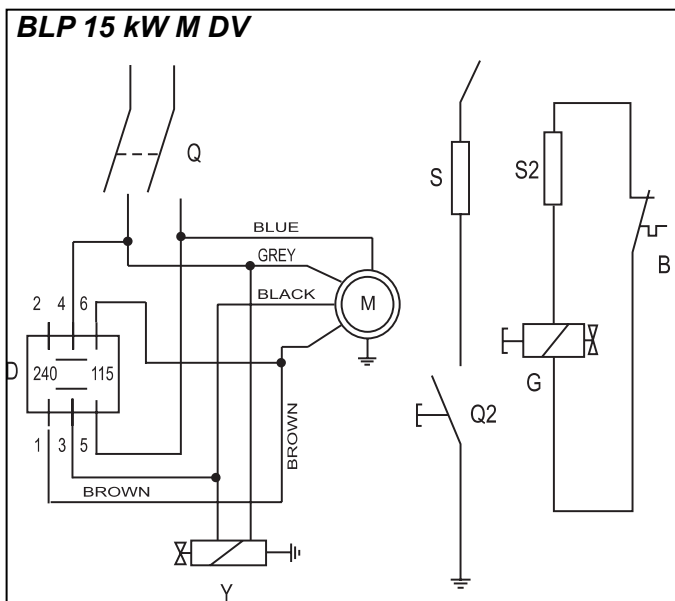 BLP 15 kW M DV
Q
S
S2
BLUE
GREY
B
BLACK
M
2 4 6
D
240 115
G
Q2
1 3 5
BROWN
BROWN
Y